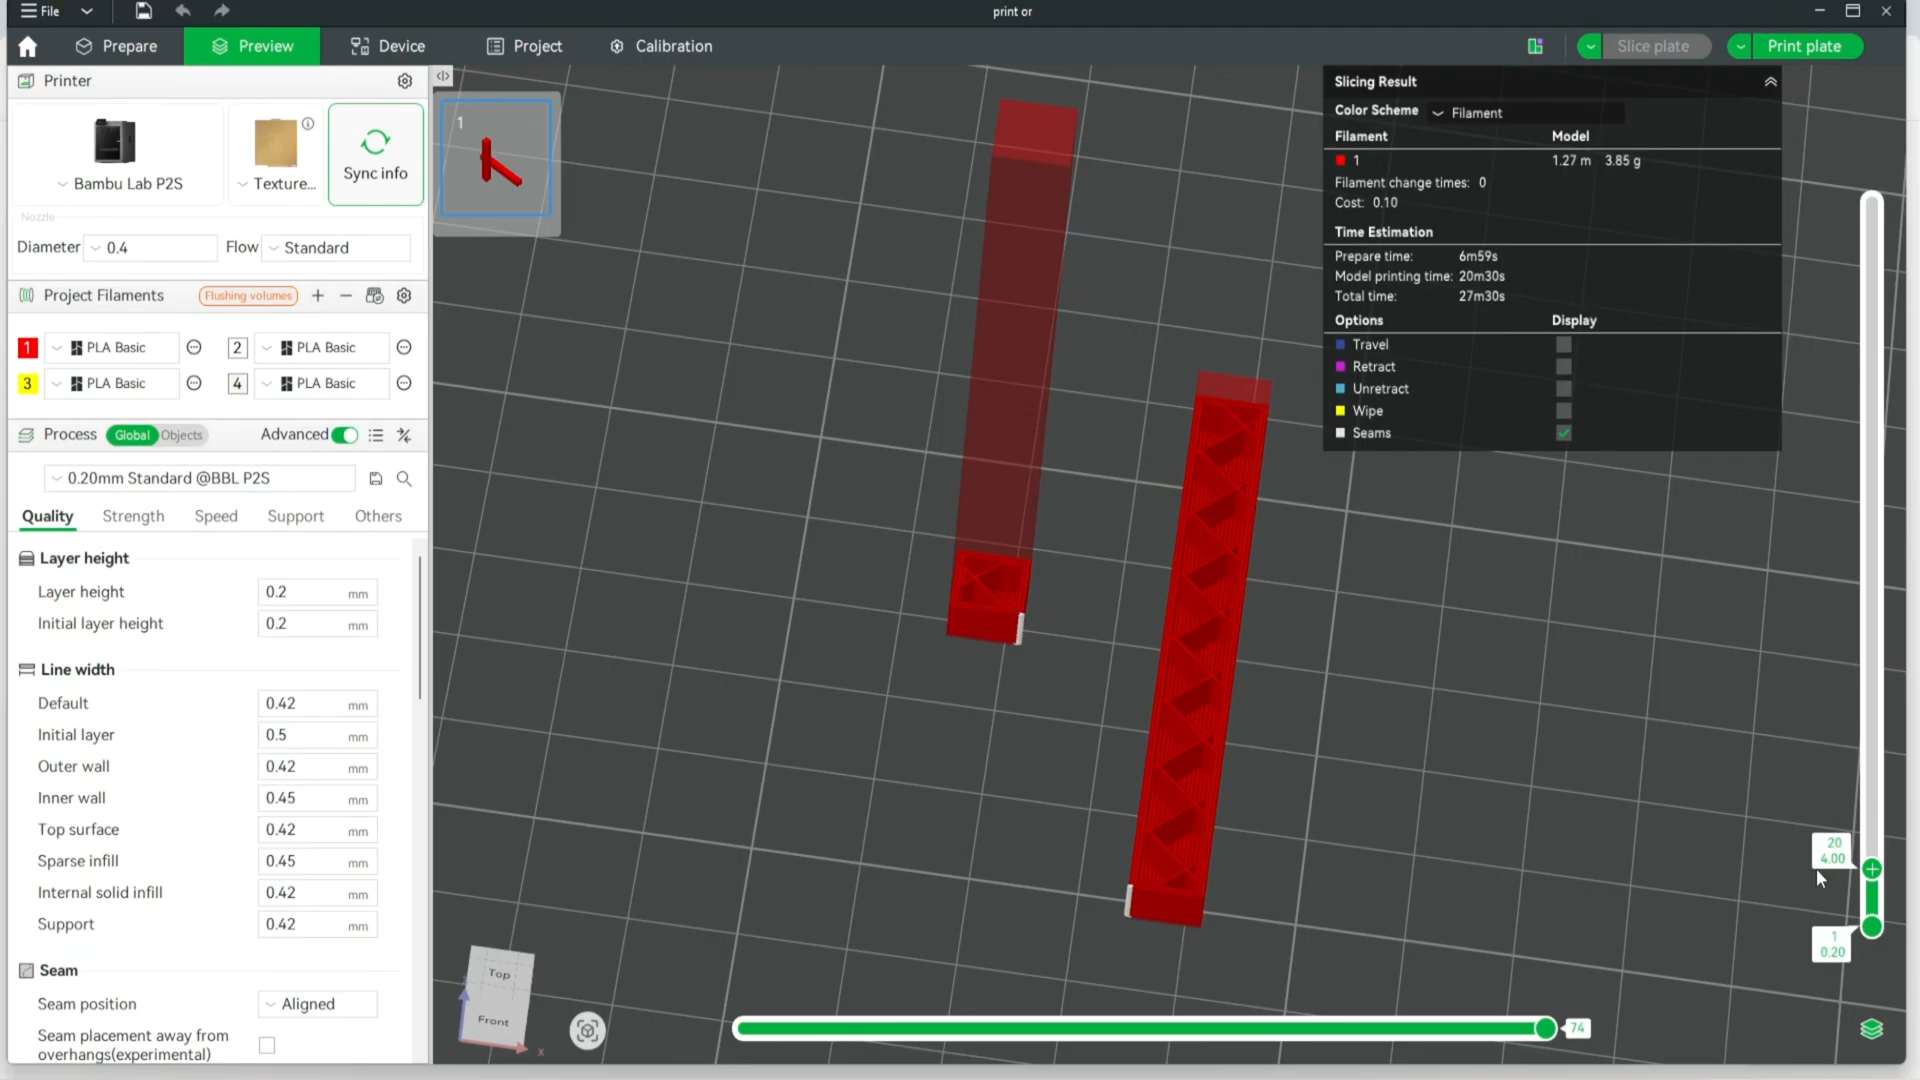 File
print or
Prepare
Preview
Device
Project
Calibration
Slice plate
Print plate
Printer
Bambu Lab P2S
Texture...
Sync info
Nozzle
Diameter
0.4
Flow
Standard
Project Filaments
Flushing volumes
1
PLA Basic
2
PLA Basic
3
PLA Basic
4
PLA Basic
Process
Global
Objects
Advanced
0.20mm Standard @BBL P2S
Quality
Strength
Speed
Support
Others
Layer height
Layer height
0.2
mm
Initial layer height
0.2
mm
Line width
Default
0.42
mm
Initial layer
0.5
mm
Outer wall
0.42
mm
Inner wall
0.45
mm
Top surface
0.42
mm
Sparse infill
0.45
mm
Internal solid infill
0.42
mm
Support
0.42
mm
Seam
Seam position
Aligned
Seam placement away from
overhangs(experimental)
1
Slicing Result
Color Scheme
Filament
Filament
Model
1
1.27 m
3.85 g
Filament change times: 0
Cost: 0.10
Time Estimation
Prepare time: 6m59s
Model printing time: 20m30s
Total time: 27m30s
Options
Display
Travel
Retract
Unretract
Wipe
Seams
20
4.00
1
0.20
Top
Front
x
74